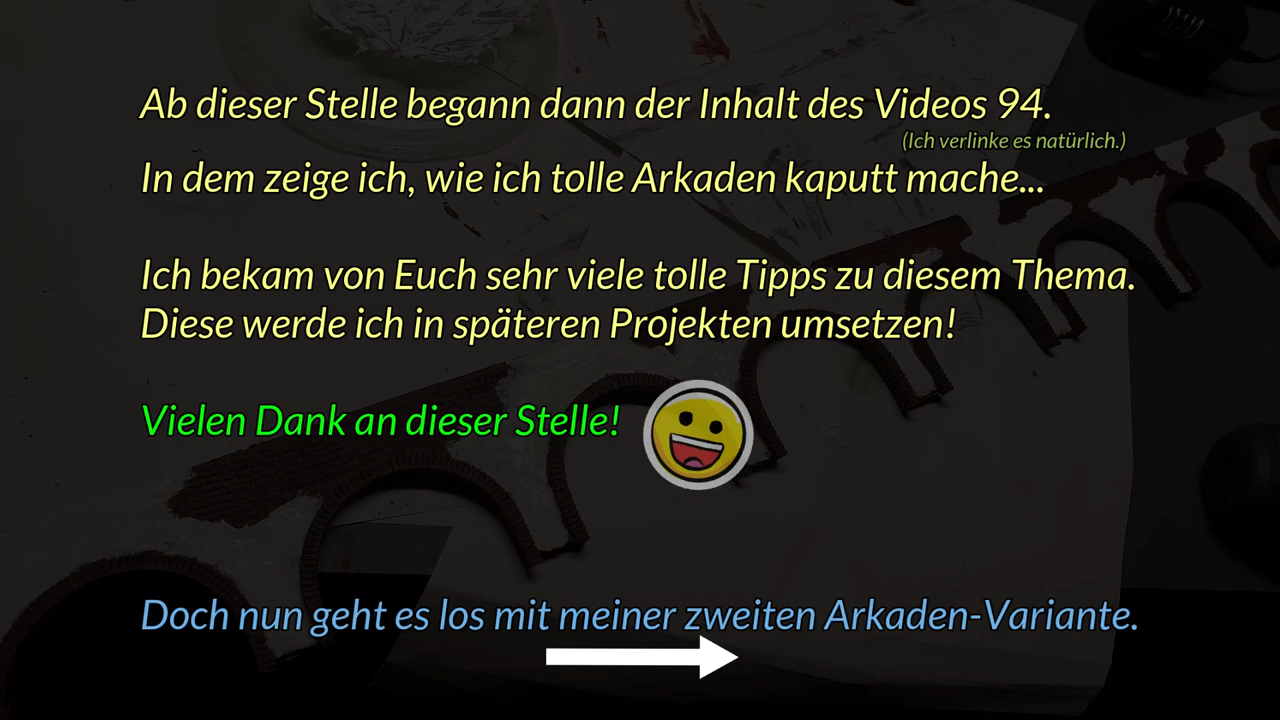 Ab dieser Stelle begann dann der Inhalt des Videos 94.
(Ich verlinke es natürlich.)
In dem zeige ich, wie ich tolle Arkaden kaputt mache...
Ich bekam von Euch sehr viele tolle Tipps zu diesem Thema.
Diese werde ich in späteren Projekten umsetzen!
Vielen Dank an dieser Stelle!
Doch nun geht es los mit meiner zweiten Arkaden-Variante.